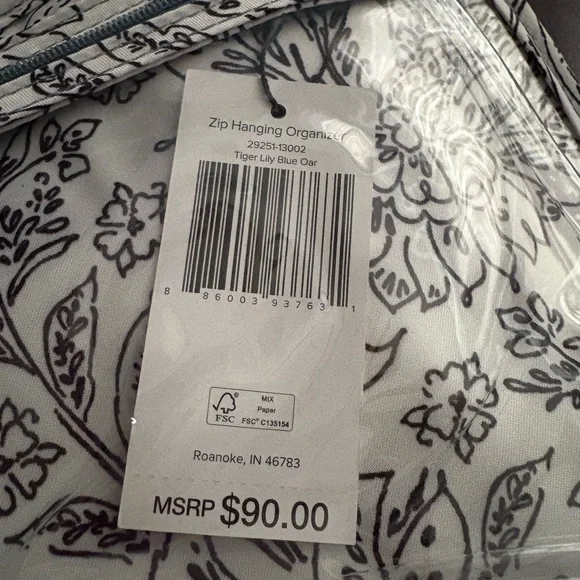 Zip Hanging Organizer
29251-13002
Tiger Lily Blue Oar
8 86003 93763 1
FSC®
MIX
Paper
FSC® C135154
Roanoke, IN 46783
MSRP $90.00